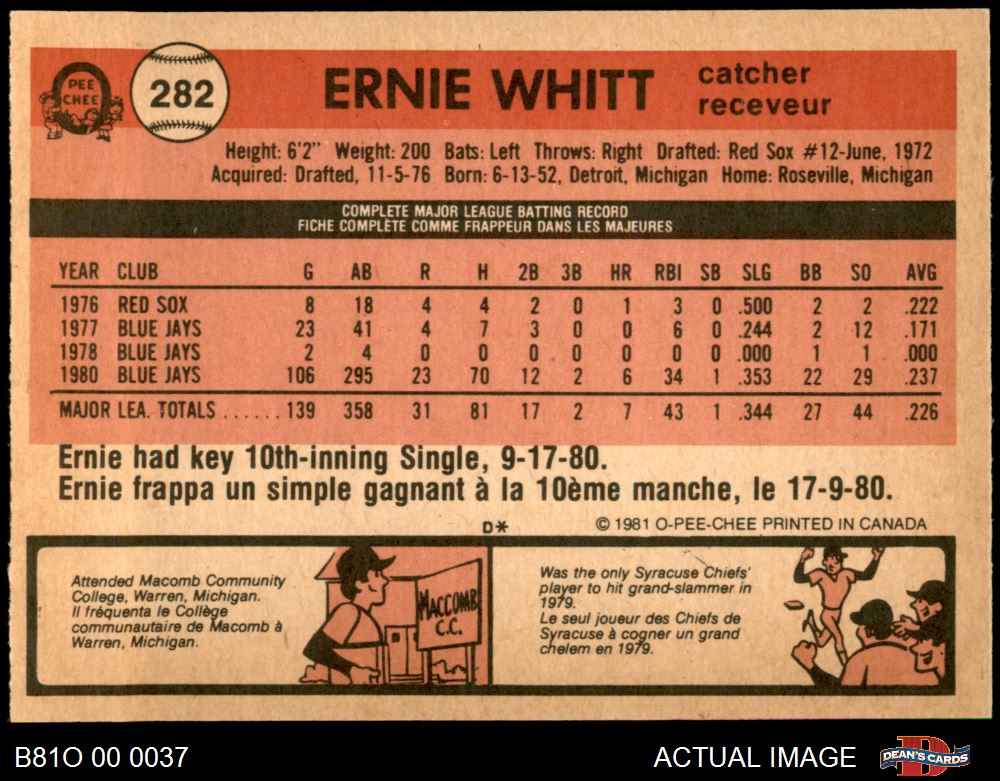 PEE
CHEE
282
ERNIE WHITT
catcher
receveur
Height: 6'2" Weight: 200 Bats: Left Throws: Right Drafted: Red Sox #12-June, 1972
Acquired: Drafted, 11-5-76 Born: 6-13-52, Detroit, Michigan Home: Roseville, Michigan
COMPLETE MAJOR LEAGUE BATTING RECORD
FICHE COMPLÈTE COMME FRAPPEUR DANS LES MAJEURES
YEAR CLUB G AB R H 2B 3B HR RBI SB SLG BB SO AVG
1976 RED SOX 8 18 4 4 2 0 1 3 0 .500 2 2 .222
1977 BLUE JAYS 23 41 4 7 3 0 0 6 0 .244 2 12 .171
1978 BLUE JAYS 2 4 0 0 0 0 0 0 0 .000 1 1 .000
1980 BLUE JAYS 106 295 23 70 12 2 6 34 1 .353 22 29 .237
MAJOR LEA. TOTALS ...... 139 358 31 81 17 2 7 43 1 .344 27 44 .226
Ernie had key 10th-inning Single, 9-17-80.
Ernie frappa un simple gagnant à la 10ème manche, le 17-9-80.
D* © 1981 O-PEE-CHEE PRINTED IN CANADA
Attended Macomb Community
College, Warren, Michigan.
Il fréquenta le Collège
communautaire de Macomb à
Warren, Michigan.
MACCOMB
C.C.
Was the only Syracuse Chiefs'
player to hit grand-slammer in
1979.
Le seul joueur des Chiefs de
Syracuse à cogner un grand
chelem en 1979.
B81O 00 0037
ACTUAL IMAGE
DEAN'S CARDS